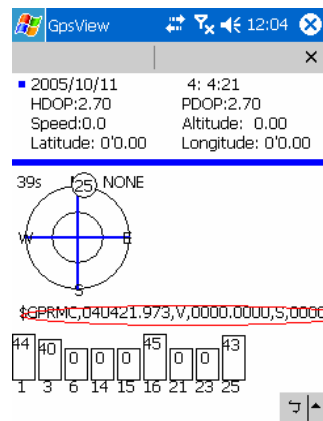 GpsView 12:04
2005/10/11 4: 4:21
HDOP:2.70 PDOP:2.70
Speed:0.0 Altitude: 0.00
Latitude: 0'0.00 Longitude: 0'0.00
39s 25 NONE
W E
S
$GPRMC,040421.973,V,0000.0000,S,0000
44 40 0 0 0 45 0 0 43
1 3 6 14 15 16 21 23 25